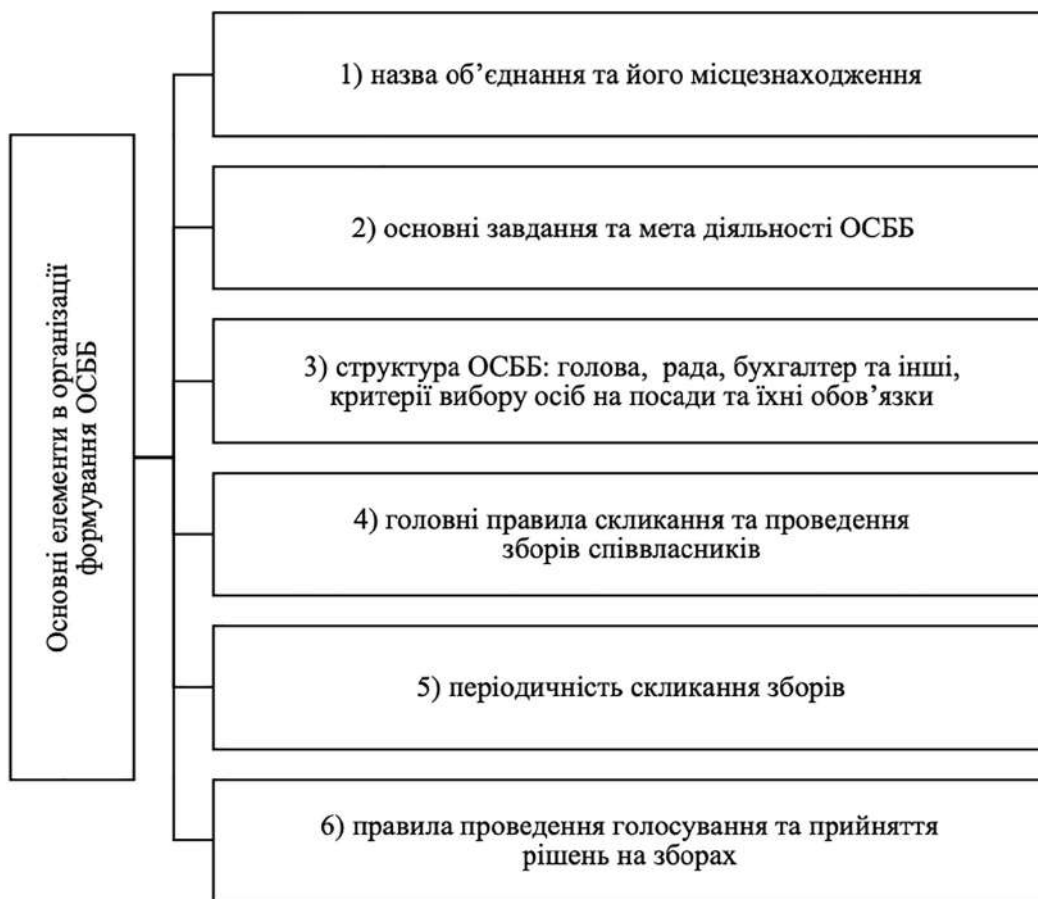 Основні елементи в організації
формування ОСББ
1) назва об’єднання та його місцезнаходження
2) основні завдання та мета діяльності ОСББ
3) структура ОСББ: голова, рада, бухгалтер та інші,
критерії вибору осіб на посади та їхні обов’язки
4) головні правила скликання та проведення
зборів співвласників
5) періодичність скликання зборів
6) правила проведення голосування та прийняття
рішень на зборах